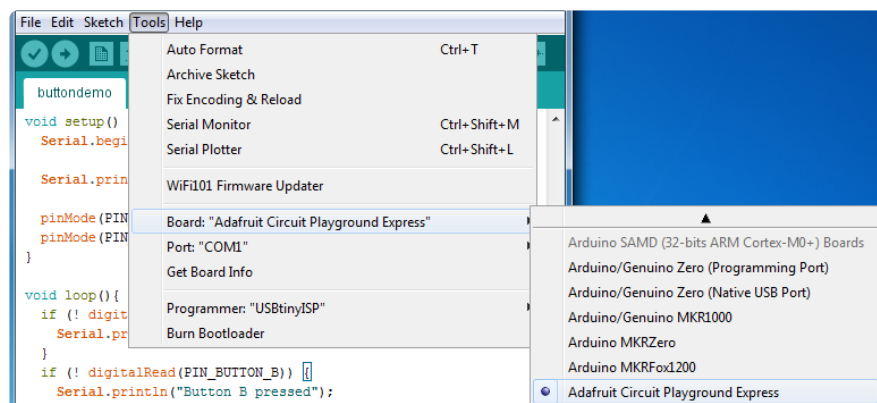 File Edit Sketch Tools Help
Auto Format Ctrl+T
Archive Sketch
Fix Encoding & Reload
Serial Monitor Ctrl+Shift+M
Serial Plotter Ctrl+Shift+L
WiFi101 Firmware Updater
Board: "Adafruit Circuit Playground Express"
Port: "COM1"
Get Board Info
Programmer: "USBtinyISP"
Burn Bootloader
Arduino SAMD (32-bits ARM Cortex-M0+) Boards
Arduino/Genuino Zero (Programming Port)
Arduino/Genuino Zero (Native USB Port)
Arduino/Genuino MKR1000
Arduino MKRZero
Arduino MKRFox1200
Adafruit Circuit Playground Express
buttondemo
void setup()
Serial.begi
Serial.prin
pinMode(PIN
pinMode(PIN
}
void loop(){
if (! digit
Serial.pr
}
if (! digitalRead(PIN_BUTTON_B)) {
Serial.println("Button B pressed");